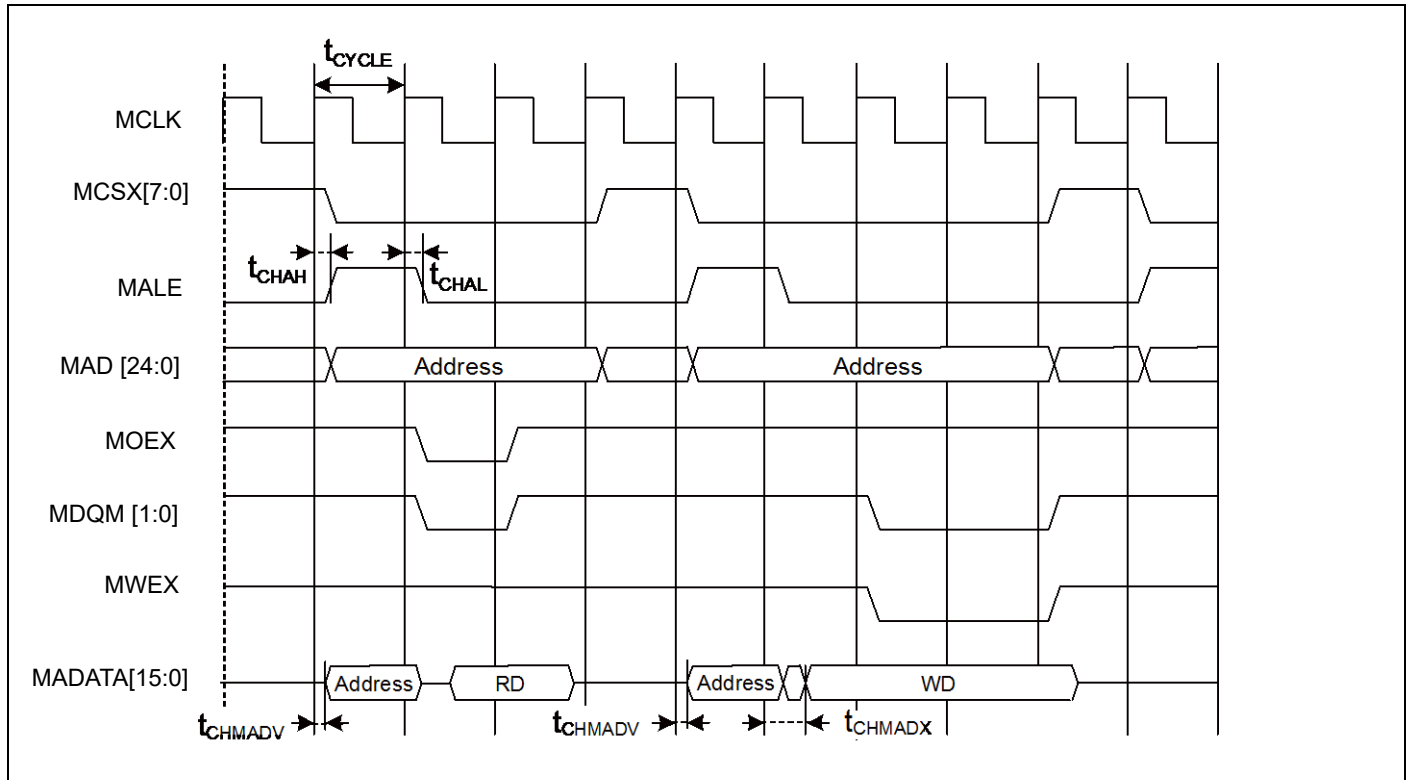 tCYCLE
MCLK
MCSX[7:0]
tCHAH
tCHAL
MALE
MAD [24:0]
Address
Address
MOEX
MDQM [1:0]
MWEX
MADATA[15:0]
Address
RD
Address
WD
tCHMADV
tCHMADV
tCHMADX